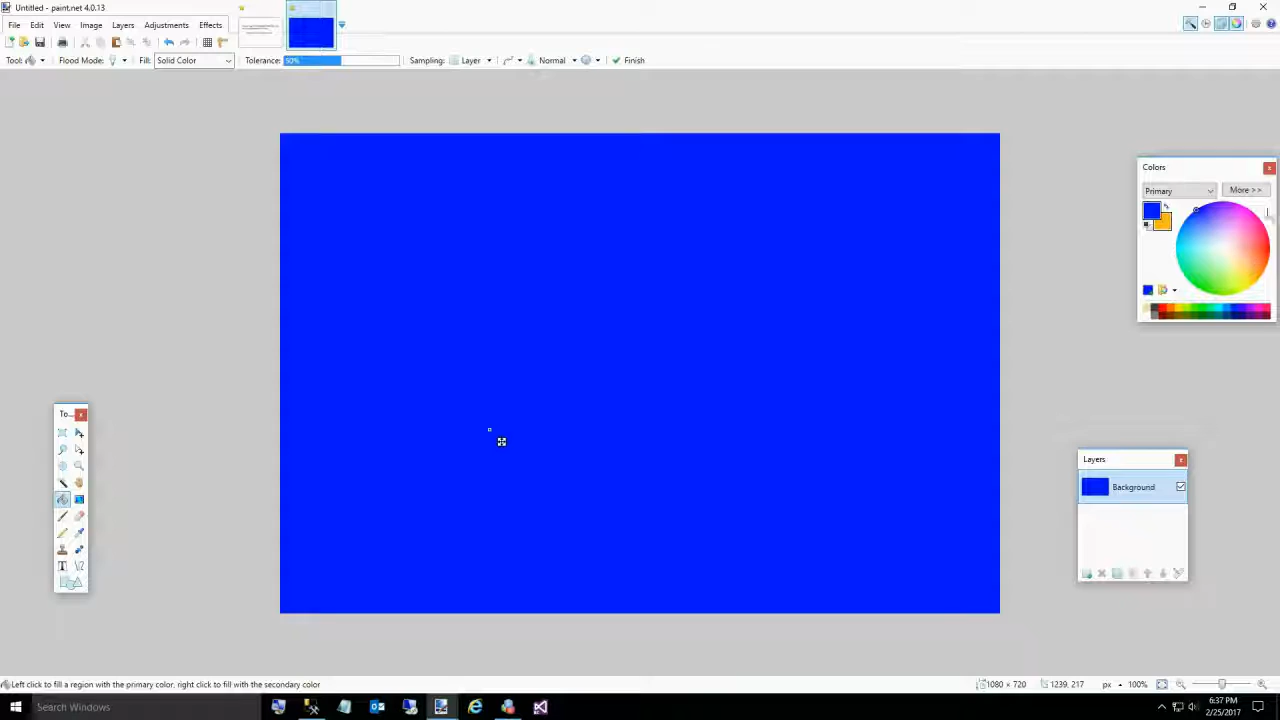 Untitled - paint.net 4.0.13
File Edit View Image Layers Adjustments Effects
Tool: Flood Mode: Fill: Solid Color Tolerance: 50% Sampling: Layer Normal Finish
Colors
Primary More >>
To...
Layers
Background
Left click to fill a region with the primary color, right click to fill with the secondary color
1080 x 720 1239, 217 px 100%
Search Windows
6:37 PM
2/25/2017